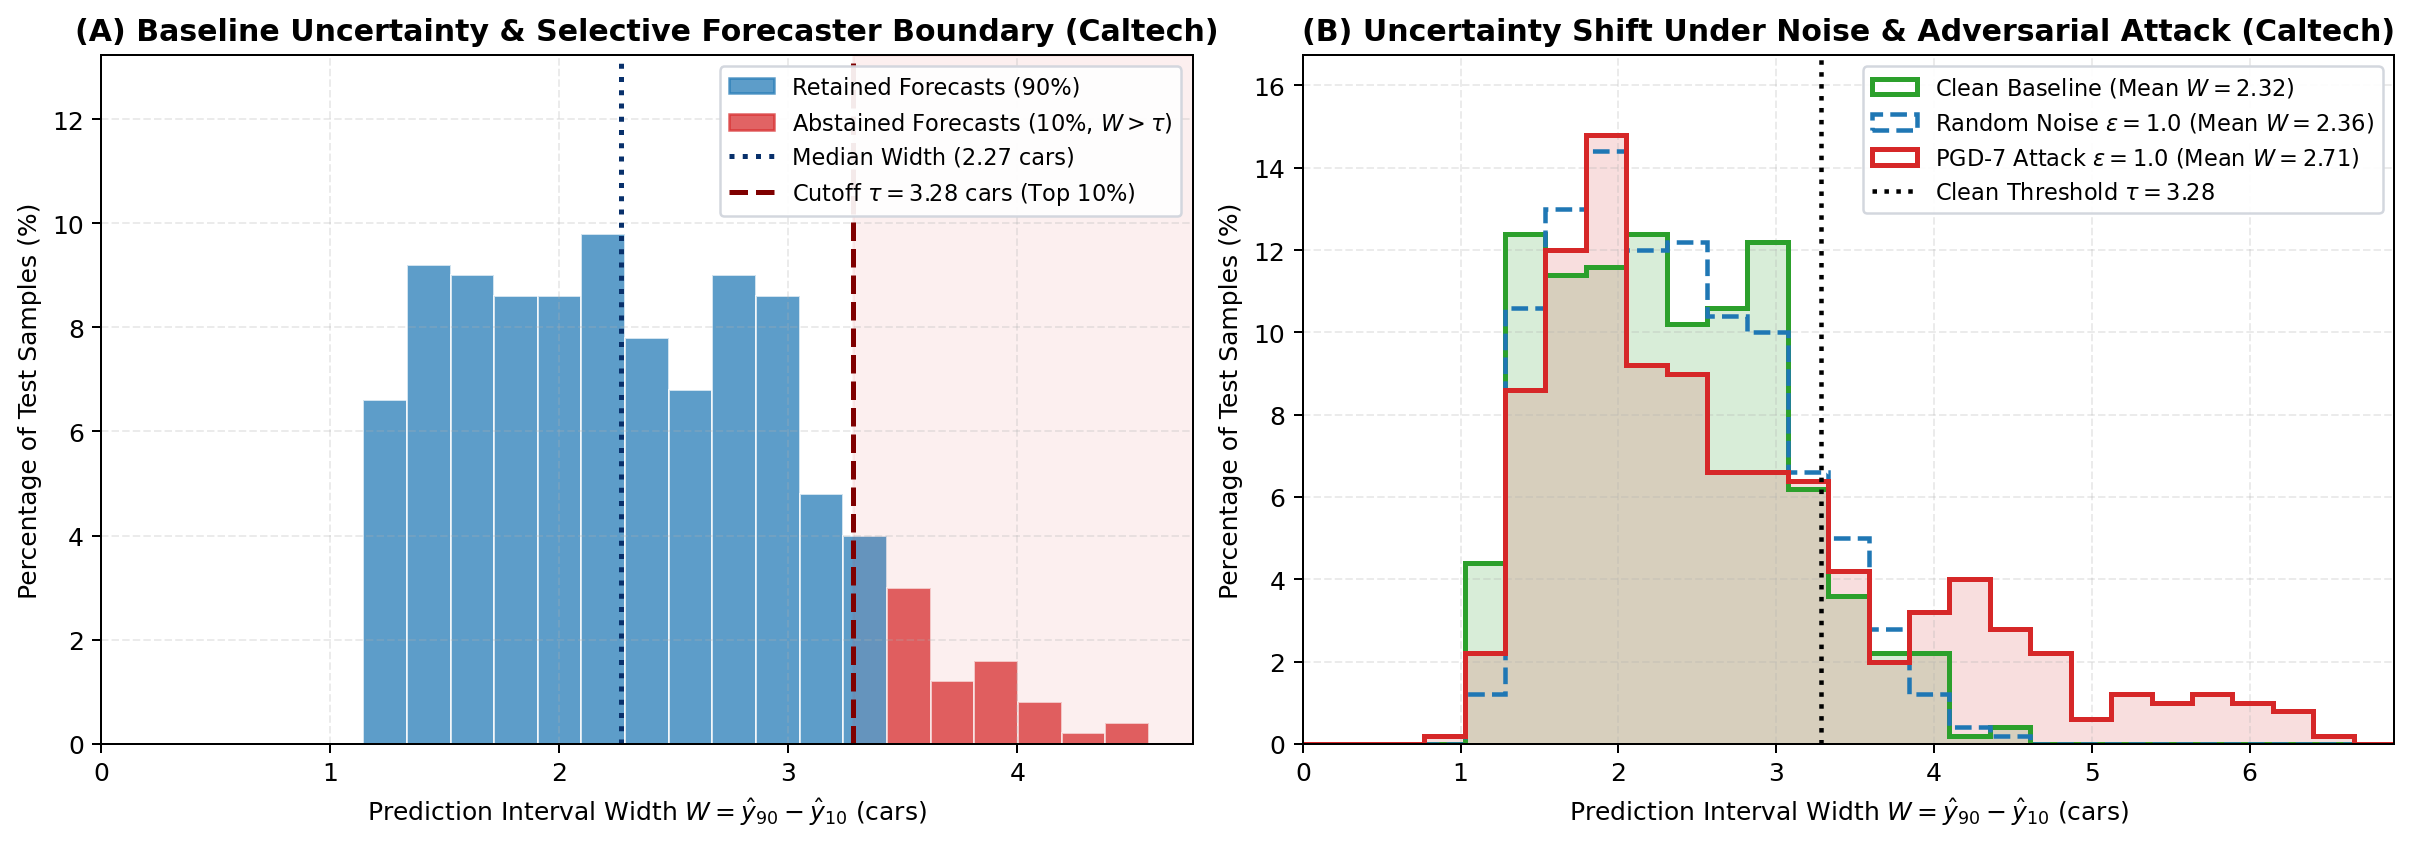 (A) Baseline Uncertainty & Selective Forecaster Boundary (Caltech)
Percentage of Test Samples (%)
12
10
8
6
4
2
0
0 1 2 3 4
Prediction Interval Width W = ŷ₉₀ − ŷ₁₀ (cars)
Retained Forecasts (90%)
Abstained Forecasts (10%, W > τ)
Median Width (2.27 cars)
Cutoff τ = 3.28 cars (Top 10%)
(B) Uncertainty Shift Under Noise & Adversarial Attack (Caltech)
Percentage of Test Samples (%)
16
14
12
10
8
6
4
2
0
0 1 2 3 4 5 6
Prediction Interval Width W = ŷ₉₀ − ŷ₁₀ (cars)
Clean Baseline (Mean W = 2.32)
Random Noise ε = 1.0 (Mean W = 2.36)
PGD-7 Attack ε = 1.0 (Mean W = 2.71)
Clean Threshold τ = 3.28